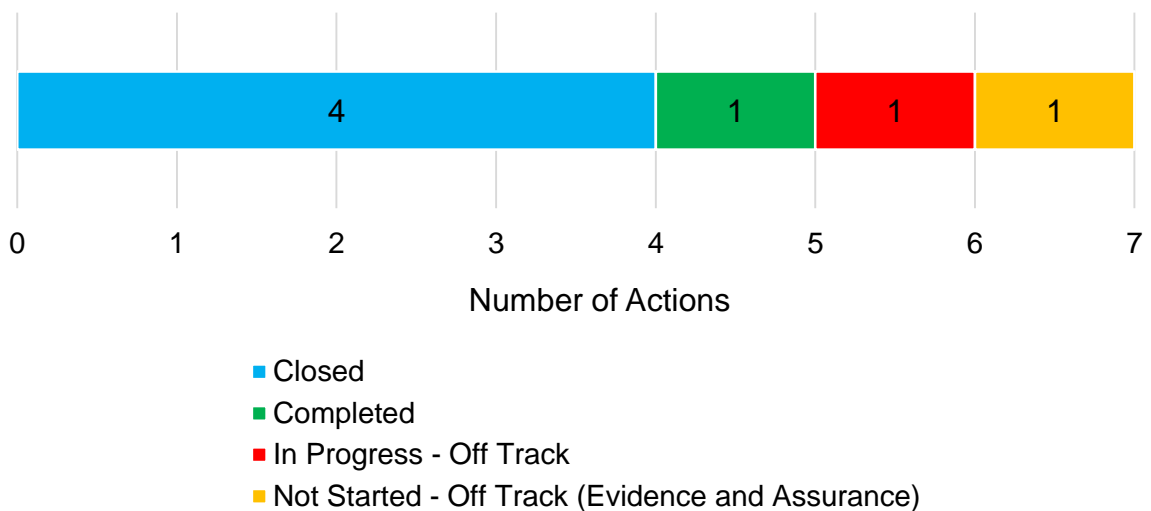 4 1 1 1
0 1 2 3 4 5 6 7
Number of Actions
Closed
Completed
In Progress - Off Track
Not Started - Off Track (Evidence and Assurance)